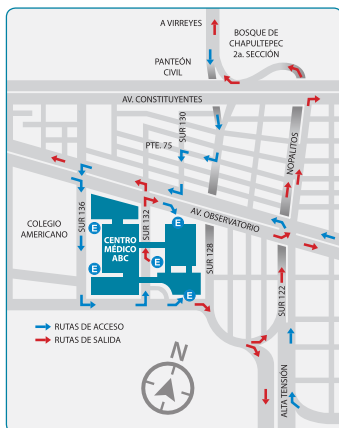 A VIRREYES
BOSQUE DE
CHAPULTEPEC
2a. SECCIÓN
PANTEÓN
CIVIL
AV. CONSTITUYENTES
SUR 130
PTE. 75
NOPALITOS
SUR 136
SUR 132
AV. OBSERVATORIO
COLEGIO
AMERICANO
CENTRO
MÉDICO
ABC
SUR 128
SUR 122
E
E
E
E
E
RUTAS DE ACCESO
RUTAS DE SALIDA
N
ALTA TENSIÓN